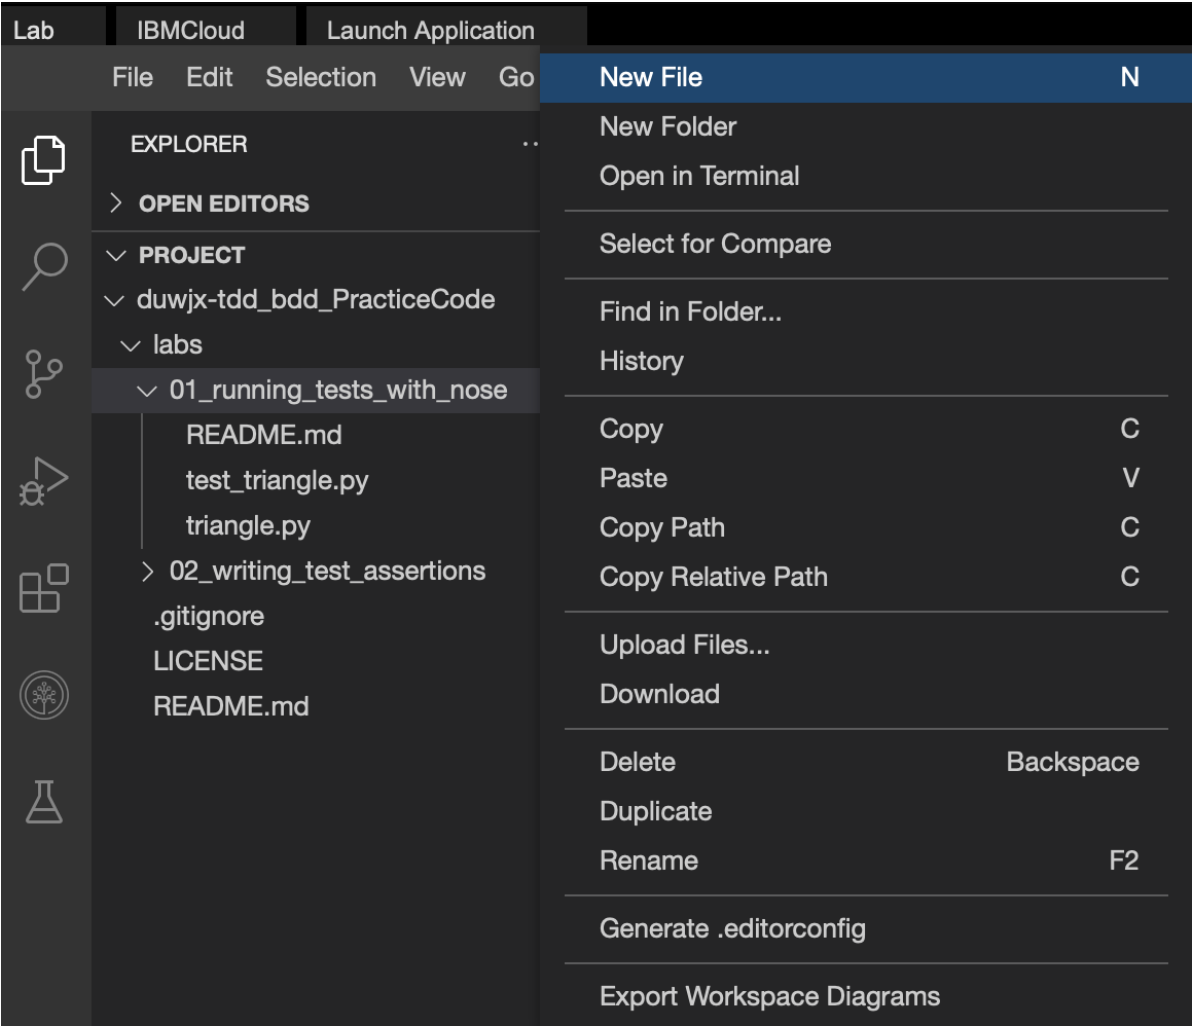 Lab IBMCloud Launch Application
File Edit Selection View Go
EXPLORER ..
OPEN EDITORS
PROJECT
duwjx-tdd_bdd_PracticeCode
labs
01_running_tests_with_nose
README.md
test_triangle.py
triangle.py
02_writing_test_assertions
.gitignore
LICENSE
README.md
New File N
New Folder
Open in Terminal
Select for Compare
Find in Folder...
History
Copy C
Paste V
Copy Path C
Copy Relative Path C
Upload Files...
Download
Delete Backspace
Duplicate
Rename F2
Generate .editorconfig
Export Workspace Diagrams